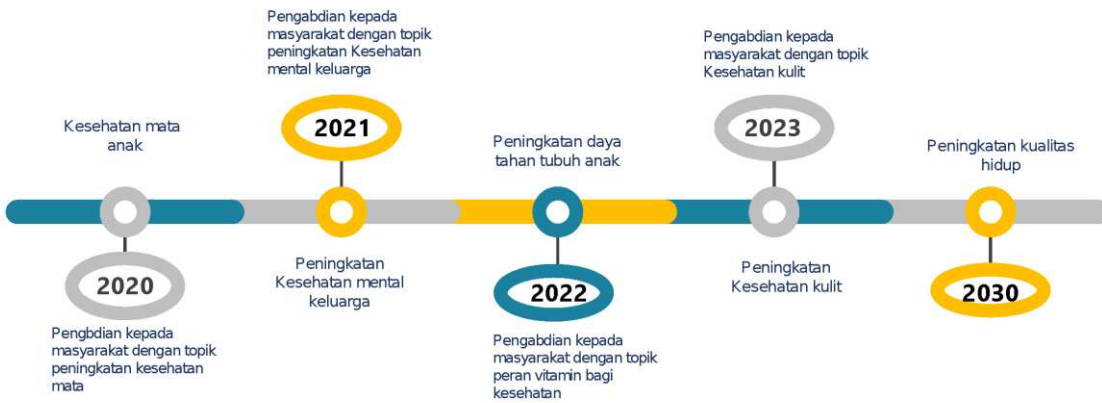 Kesehatan mata
anak
2020
Pengbdian kepada
masyarakat dengan topik
peningkatan kesehatan
mata
Pengabdian kepada
masyarakat dengan topik
peningkatan Kesehatan
mental keluarga
2021
Peningkatan
Kesehatan mental
keluarga
Peningkatan daya
tahan tubuh anak
2022
Pengabdian kepada
masyarakat dengan topik
peran vitamin bagi
kesehatan
Pengabdian kepada
masyarakat dengan topik
Kesehatan kulit
2023
Peningkatan
Kesehatan kulit
Peningkatan kualitas
hidup
2030